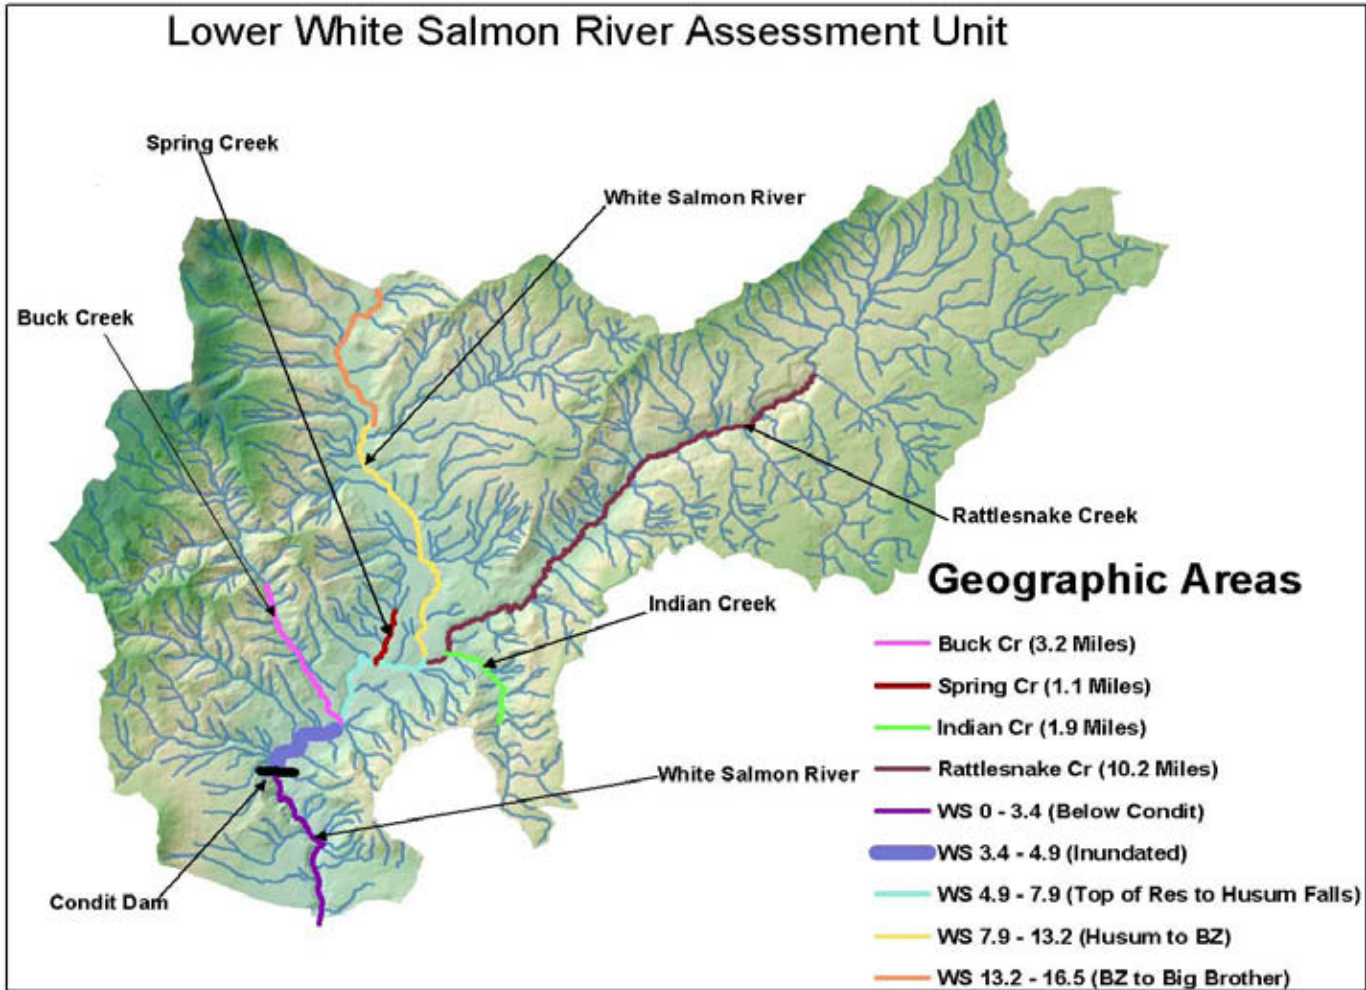 Lower White Salmon River Assessment Unit
Spring Creek
White Salmon River
Buck Creek
Rattlesnake Creek
Indian Creek
White Salmon River
Condit Dam
Geographic Areas
Buck Cr (3.2 Miles)
Spring Cr (1.1 Miles)
Indian Cr (1.9 Miles)
Rattlesnake Cr (10.2 Miles)
WS 0 - 3.4 (Below Condit)
WS 3.4 - 4.9 (Inundated)
WS 4.9 - 7.9 (Top of Res to Husum Falls)
WS 7.9 - 13.2 (Husum to BZ)
WS 13.2 - 16.5 (BZ to Big Brother)